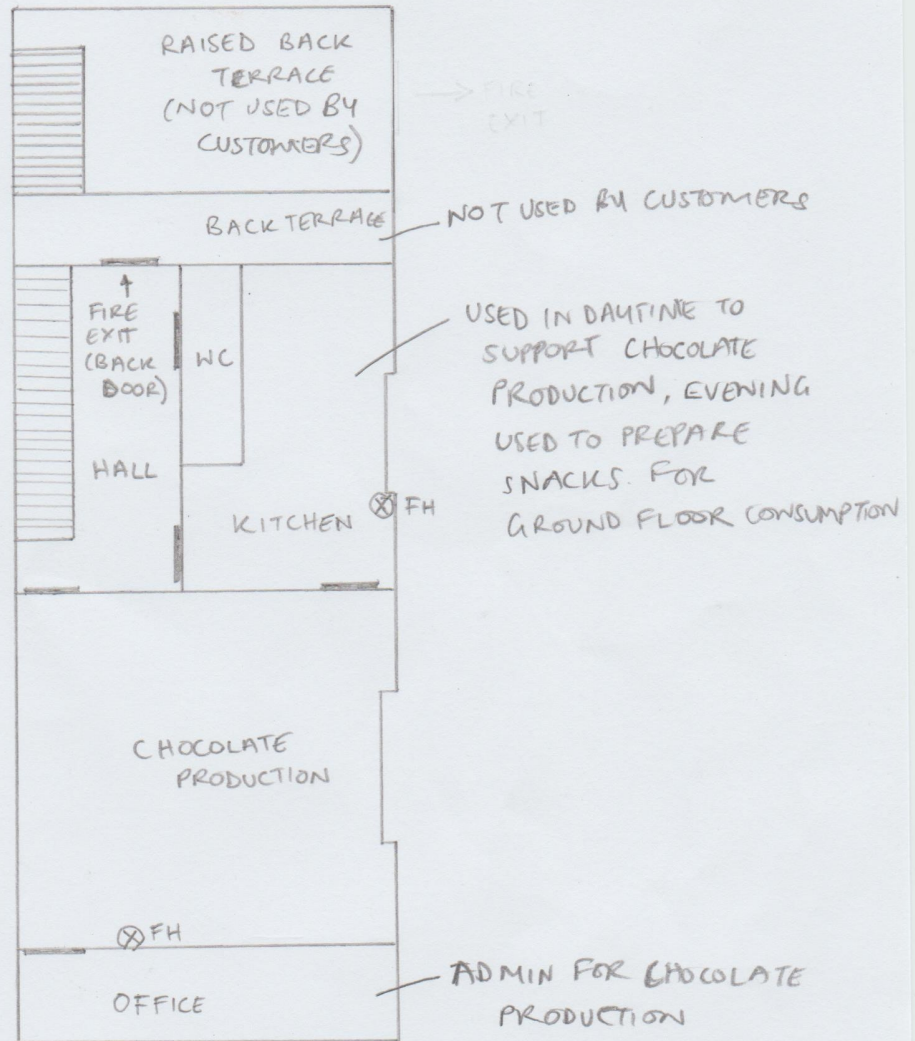 RAISED BACK
TERRACE
(NOT USED BY
CUSTOMERS)
→ FIRE
EXIT
BACK TERRACE
NOT USED BY CUSTOMERS
FIRE
EXIT
(BACK
DOOR)
WC
HALL
KITCHEN
FH
USED IN DAYTIME TO
SUPPORT CHOCOLATE
PRODUCTION, EVENING
USED TO PREPARE
SNACKS. FOR
GROUND FLOOR CONSUMPTION
CHOCOLATE
PRODUCTION
FH
OFFICE
ADMIN FOR CHOCOLATE
PRODUCTION